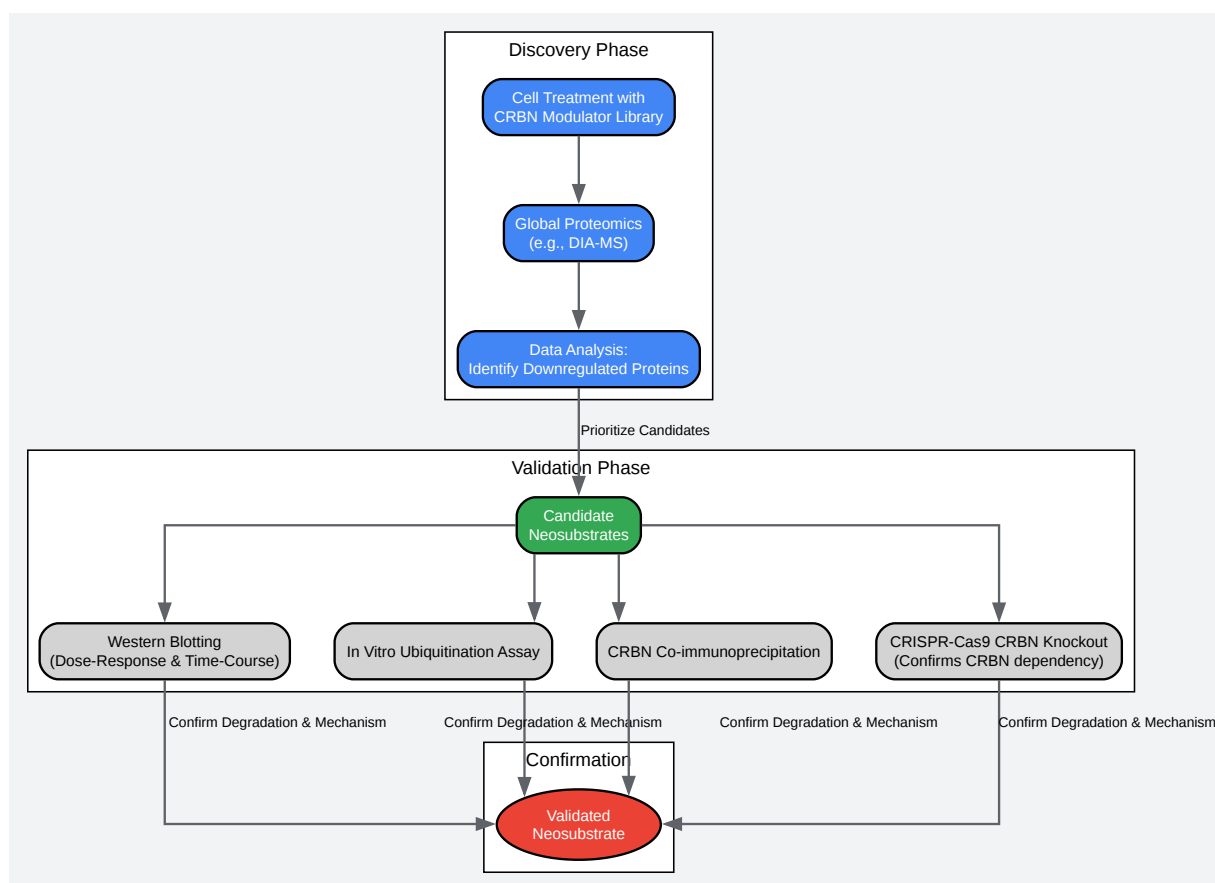 Discovery Phase
Cell Treatment with
CRBN Modulator Library
Global Proteomics
(e.g., DIA-MS)
Data Analysis:
Identify Downregulated Proteins
Prioritize Candidates
Validation Phase
Candidate
Neosubstrates
Western Blotting
(Dose-Response & Time-Course)
In Vitro Ubiquitination Assay
CRBN Co-immunoprecipitation
CRISPR-Cas9 CRBN Knockout
(Confirms CRBN dependency)
Confirm Degradation & Mechanism
Confirm Degradation & Mechanism
Confirm Degradation & Mechanism
Confirm Degradation & Mechanism
Confirmation
Validated
Neosubstrate